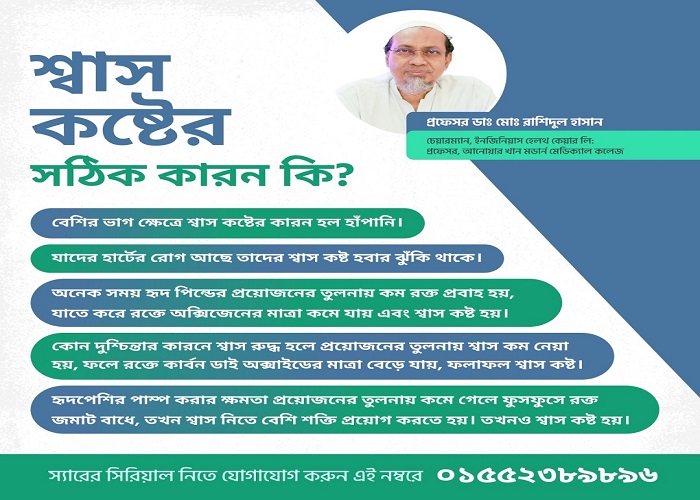 শ্বাস
কষ্টের
সঠিক কারন কি?
প্রফেসর ডাঃ মোঃ রাশিদুল হাসান
চেয়ারম্যান, ইনজিনিয়াস হেলথ কেয়ার লি:
প্রফেসর, আনোয়ার খান মডার্ন মেডিক্যাল কলেজ
বেশির ভাগ ক্ষেত্রে শ্বাস কষ্টের কারন হল হাঁপানি।
যাদের হার্টের রোগ আছে তাদের শ্বাস কষ্ট হবার ঝুঁকি থাকে।
অনেক সময় হৃদ পিন্ডের প্রয়োজনের তুলনায় কম রক্ত প্রবাহ হয়,
যাতে করে রক্তে অক্সিজেনের মাত্রা কমে যায় এবং শ্বাস কষ্ট হয়।
কোন দুশ্চিন্তার কারনে শ্বাস রুদ্ধ হলে প্রয়োজনের তুলনায় শ্বাস কম নেয়া
হয়, ফলে রক্তে কার্বন ডাই অক্সাইডের মাত্রা বেড়ে যায়, ফলাফল শ্বাস কষ্ট।
হৃদপেশির পাম্প করার ক্ষমতা প্রয়োজনের তুলনায় কমে গেলে ফুসফুসে রক্ত
জমাট বাধে, তখন শ্বাস নিতে বেশি শক্তি প্রয়োগ করতে হয়। তখনও শ্বাস কষ্ট হয়।
স্যারের সিরিয়াল নিতে যোগাযোগ করুন এই নম্বরে ০১৫৫২৩৮৯৮৯৬